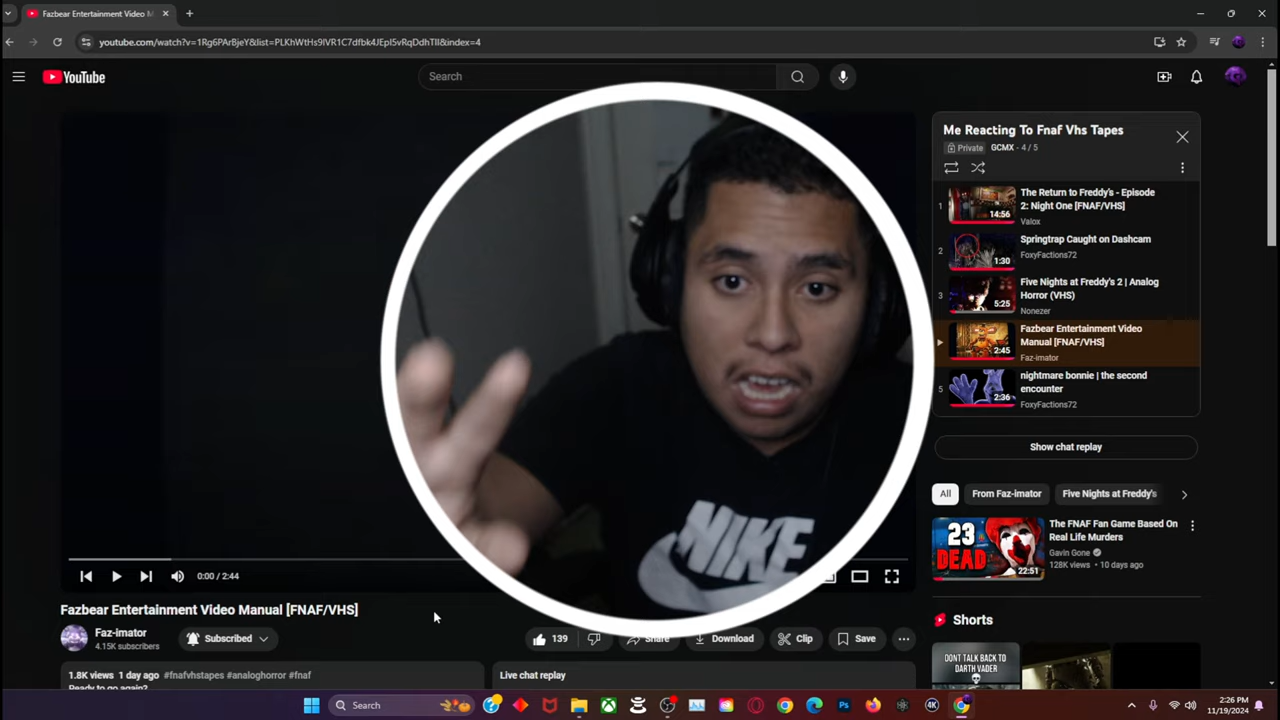 Fazbear Entertainment Video M
youtube.com/watch?v=1Rg6PArBjeY&list=PLKhWtHs9IVR1C7dfbk4JEpI5vRqDdhTlI&index=4
YouTube
Search
Me Reacting To Fnaf Vhs Tapes
Private GCMX - 4 / 5
1
14:56
The Return to Freddy's - Episode
2: Night One [FNAF/VHS]
Valox
2
1:30
Springtrap Caught on Dashcam
FoxyFactions72
3
5:25
Five Nights at Freddy's 2 | Analog
Horror (VHS)
Nonezer
2:45
Fazbear Entertainment Video
Manual [FNAF/VHS]
Faz-imator
5
2:36
nightmare bonnie | the second
encounter
FoxyFactions72
Show chat replay
All From Faz-imator Five Nights at Freddy's
23
DEAD
22:51
The FNAF Fan Game Based On
Real Life Murders
Gavin Gone
128K views • 10 days ago
Shorts
DONT TALK BACK
TO DARTH
VADER
NIKE
0:00 / 2:44
Fazbear Entertainment Video Manual [FNAF/VHS]
Faz-imator
4.15K subscribers
Subscribed
139
Share
Download
Clip
Save
1.8K views 1 day ago #fnafvhstapes #analoghorror #fnaf
Ready to go again?
Live chat replay
Search
4K
2:26 PM
11/19/2024